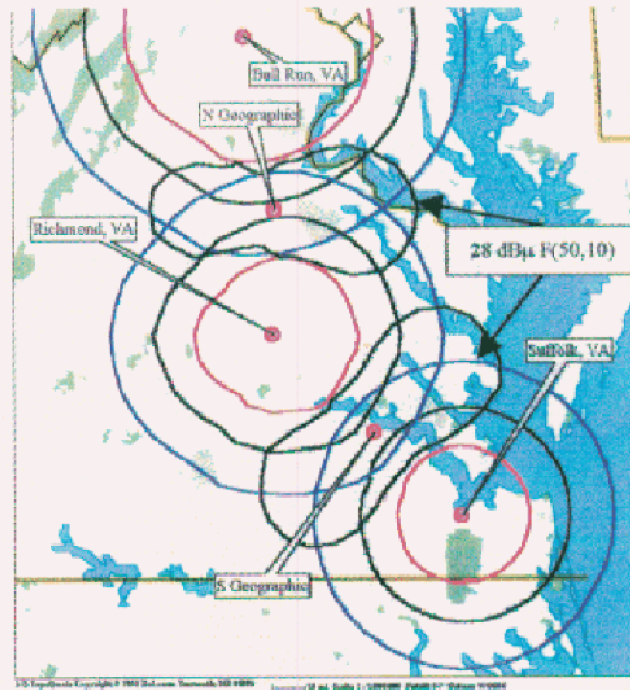 Bull Run, VA
N Geographic
Richmond, VA
28 dBµ F(50,10)
Suffolk, VA
S Geographic